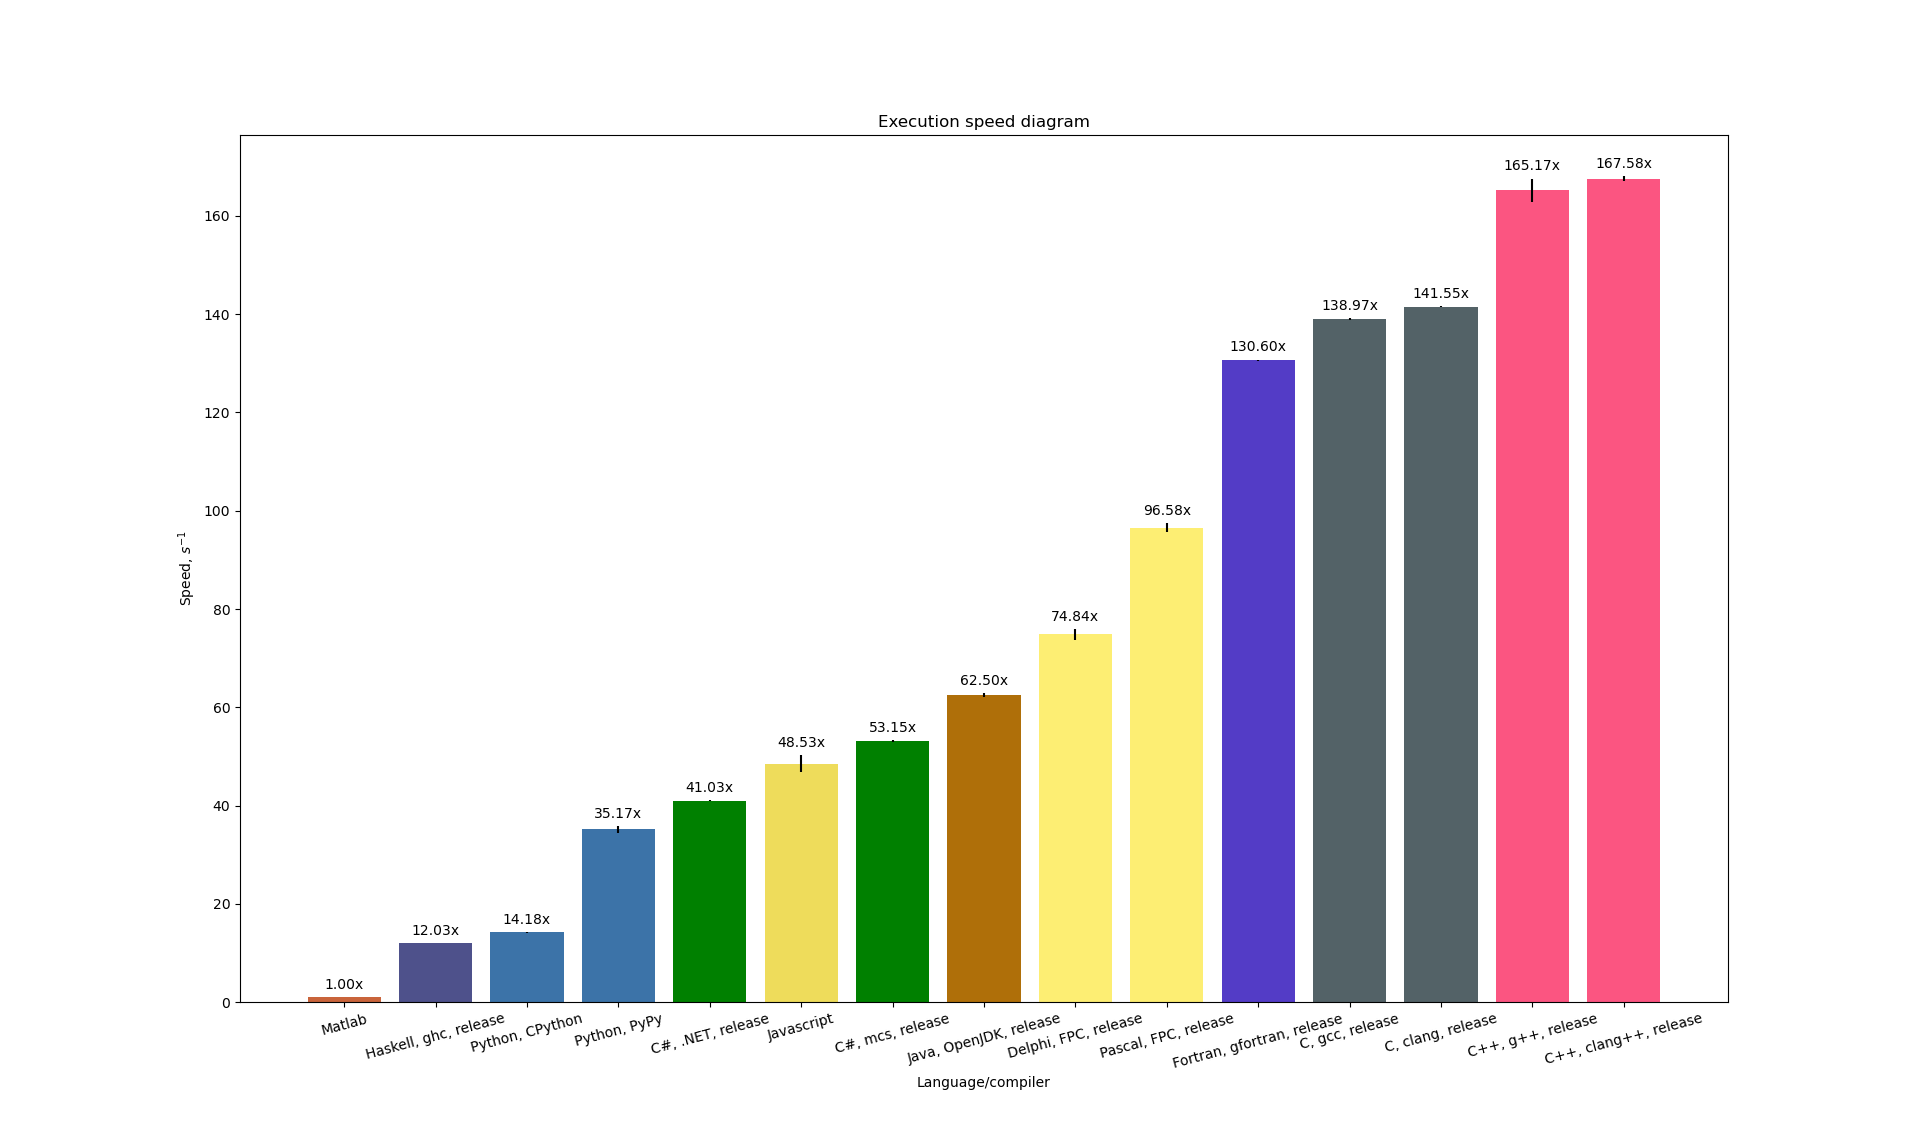 Execution speed diagram
Speed, s⁻¹
160
140
120
100
80
60
40
20
0
1.00x
12.03x
14.18x
35.17x
41.03x
48.53x
53.15x
62.50x
74.84x
96.58x
130.60x
138.97x
141.55x
165.17x
167.58x
Matlab
Haskell, ghc, release
Python, CPython
Python, PyPy
C#, .NET, release
Javascript
C#, mcs, release
Java, OpenJDK, release
Delphi, FPC, release
Pascal, FPC, release
Fortran, gfortran, release
C, gcc, release
C, clang, release
C++, g++, release
C++, clang++, release
Language/compiler